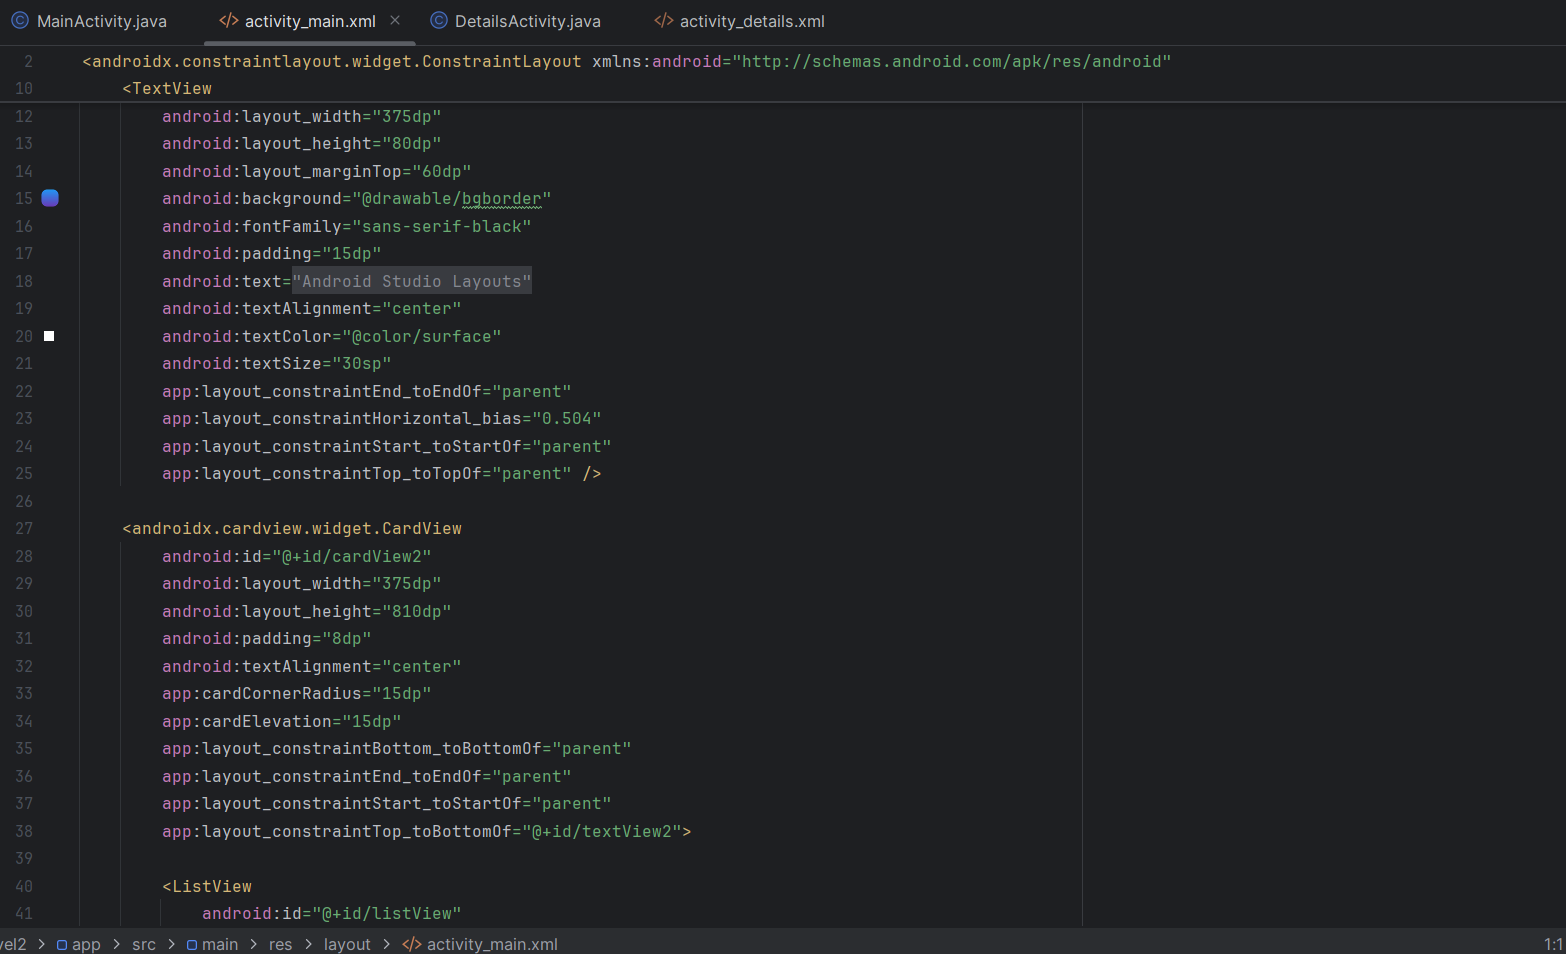 MainActivity.java activity_main.xml DetailsActivity.java activity_details.xml
2 <androidx.constraintlayout.widget.ConstraintLayout xmlns:android="http://schemas.android.com/apk/res/android"
10 <TextView
12 android:layout_width="375dp"
13 android:layout_height="80dp"
14 android:layout_marginTop="60dp"
15 android:background="@drawable/bgborder"
16 android:fontFamily="sans-serif-black"
17 android:padding="15dp"
18 android:text="Android Studio Layouts"
19 android:textAlignment="center"
20 android:textColor="@color/surface"
21 android:textSize="30sp"
22 app:layout_constraintEnd_toEndOf="parent"
23 app:layout_constraintHorizontal_bias="0.504"
24 app:layout_constraintStart_toStartOf="parent"
25 app:layout_constraintTop_toTopOf="parent" />
26
27 <androidx.cardview.widget.CardView
28 android:id="@+id/cardView2"
29 android:layout_width="375dp"
30 android:layout_height="810dp"
31 android:padding="8dp"
32 android:textAlignment="center"
33 app:cardCornerRadius="15dp"
34 app:cardElevation="15dp"
35 app:layout_constraintBottom_toBottomOf="parent"
36 app:layout_constraintEnd_toEndOf="parent"
37 app:layout_constraintStart_toStartOf="parent"
38 app:layout_constraintTop_toBottomOf="@+id/textView2">
39
40 <ListView
41 android:id="@+id/listView"
vel2 > app > src > main > res > layout > activity_main.xml 1:1